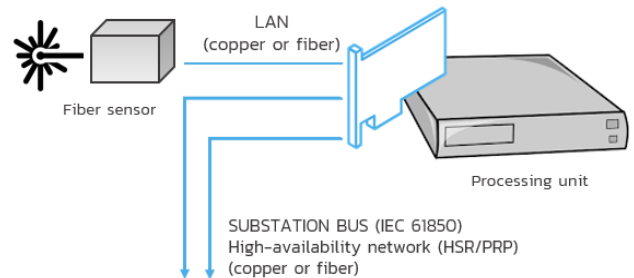 LAN
(copper or fiber)
Fiber sensor
Processing unit
SUBSTATION BUS (IEC 61850)
High-availability network (HSR/PRP)
(copper or fiber)